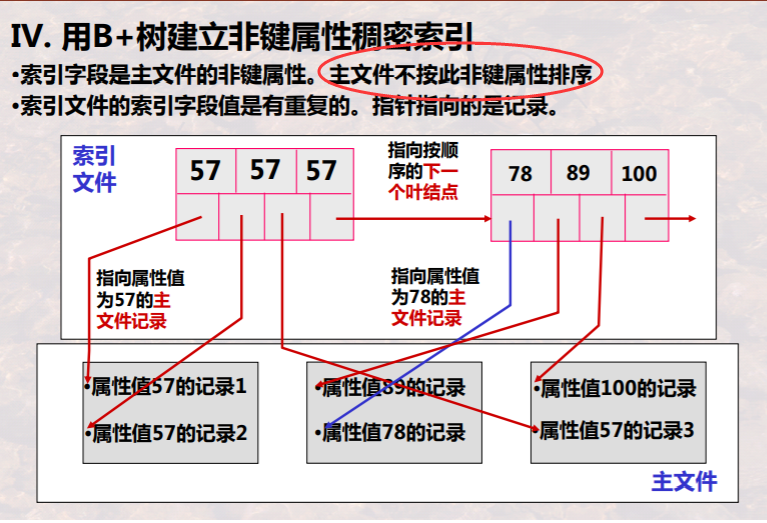 IV. 用B+树建立非键属性稠密索引
•索引字段是主文件的非键属性。主文件不按此非键属性排序
•索引文件的索引字段值是有重复的。指针指向的是记录。
索引
文件
57 57 57
指向按顺
序的下一
个叶结点
78 89 100
指向属性值
为57的主
文件记录
指向属性值
为78的主
文件记录
•属性值57的记录1
•属性值57的记录2
•属性值89的记录
•属性值78的记录
•属性值100的记录
•属性值57的记录3
主文件